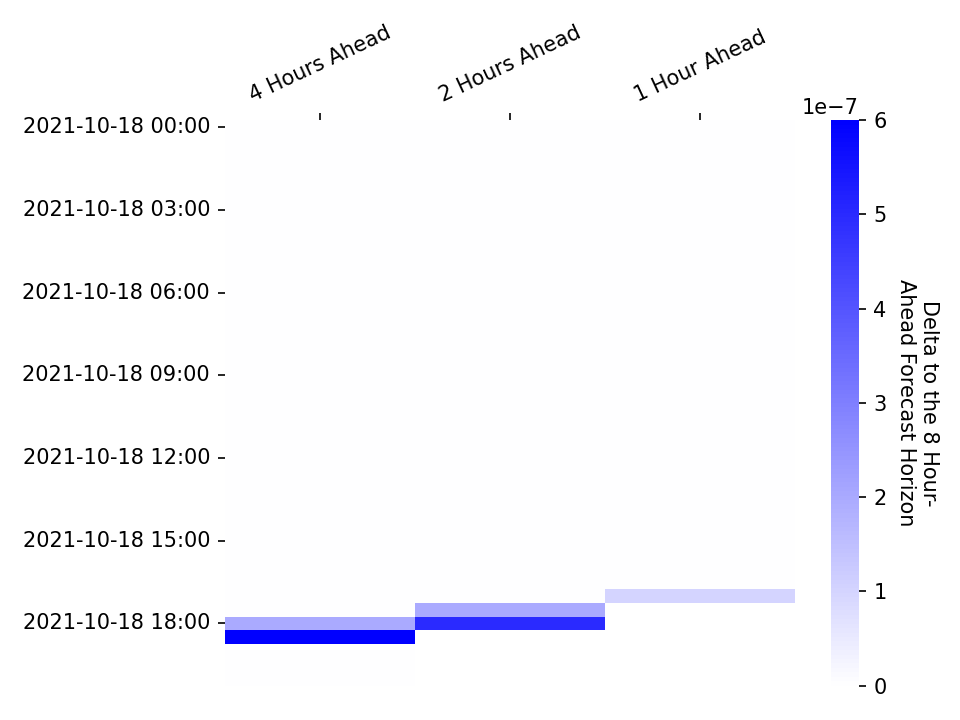 4 Hours Ahead
2 Hours Ahead
1 Hour Ahead
1e−7
2021-10-18 00:00
2021-10-18 03:00
2021-10-18 06:00
2021-10-18 09:00
2021-10-18 12:00
2021-10-18 15:00
2021-10-18 18:00
6
5
4
3
2
1
0
Delta to the 8 Hour-
Ahead Forecast Horizon